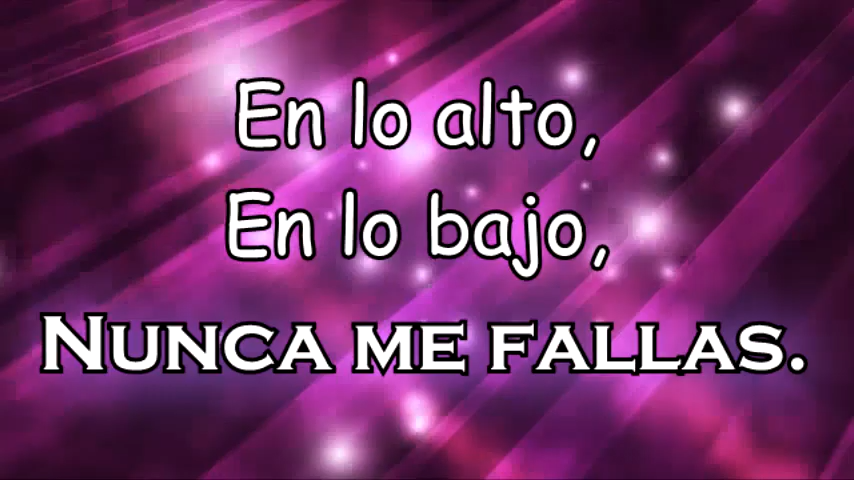 En lo alto,
En lo bajo,
NUNCA ME FALLAS.